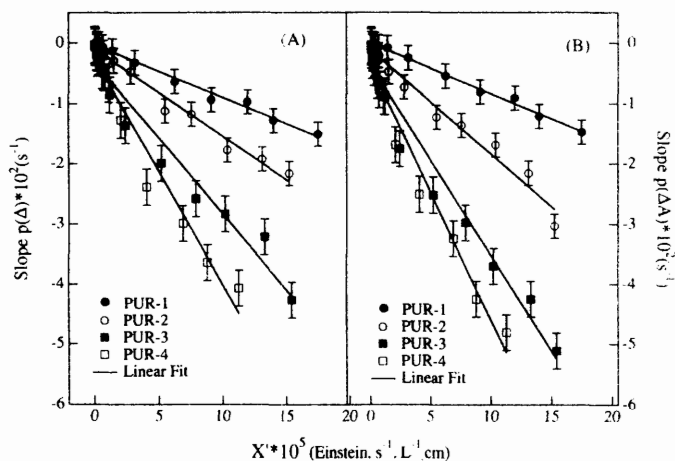 (A)
(B)
0
-1
-2
-3
-4
-5
-6
Slope p(Δ)*10²(s⁻¹)
PUR-1
PUR-2
PUR-3
PUR-4
Linear Fit
0 5 10 15 20
PUR-1
PUR-2
PUR-3
PUR-4
Linear Fit
0 5 10 15 20
0
-1
-2
-3
-4
-5
-6
Slope p(ΔA)*10²(s⁻¹)
X'*10⁵ (Einstein. s⁻¹. L⁻¹.cm)